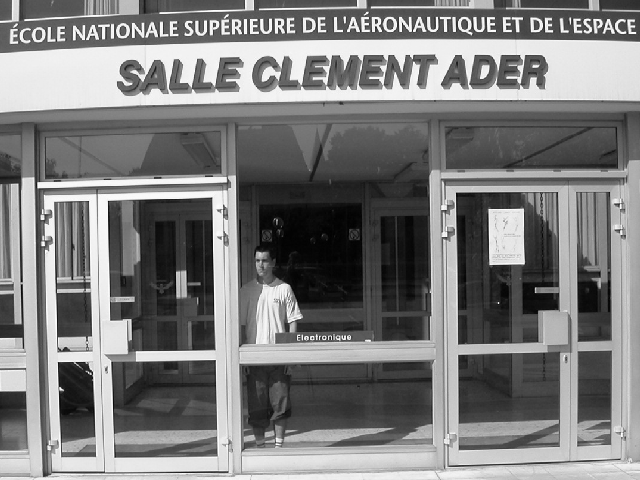 ÉCOLE NATIONALE SUPÉRIEURE DE L'AÉRONAUTIQUE ET DE L'ESPACE
SALLE CLEMENT ADER
Electronique